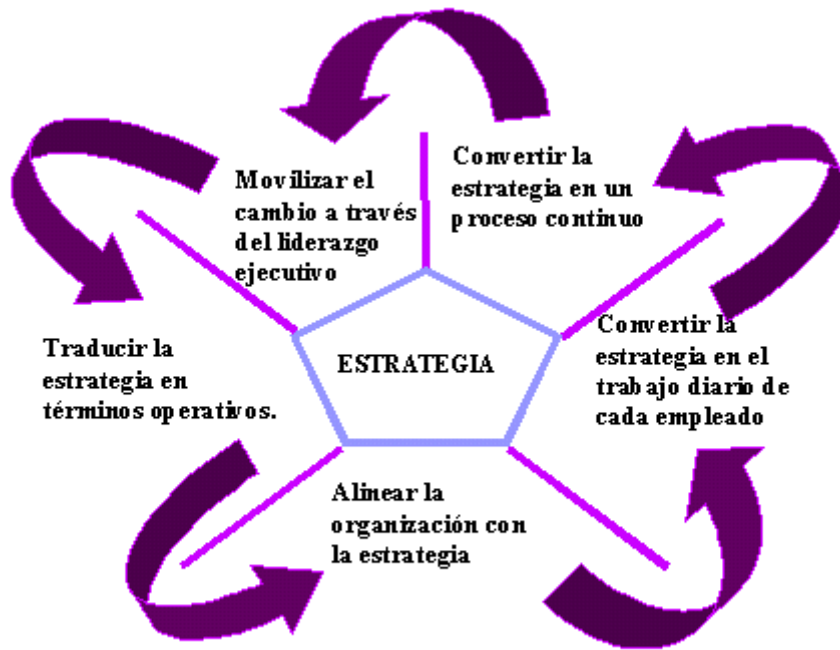 Movilizar el
cambio a través
del liderazgo
ejecutivo
Convertir la
estrategia en un
proceso continuo
Traducir la
estrategia en
términos operativos.
ESTRATEGIA
Convertir la
estrategia en el
trabajo diario de
cada empleado
Alinear la
organización con
la estrategia